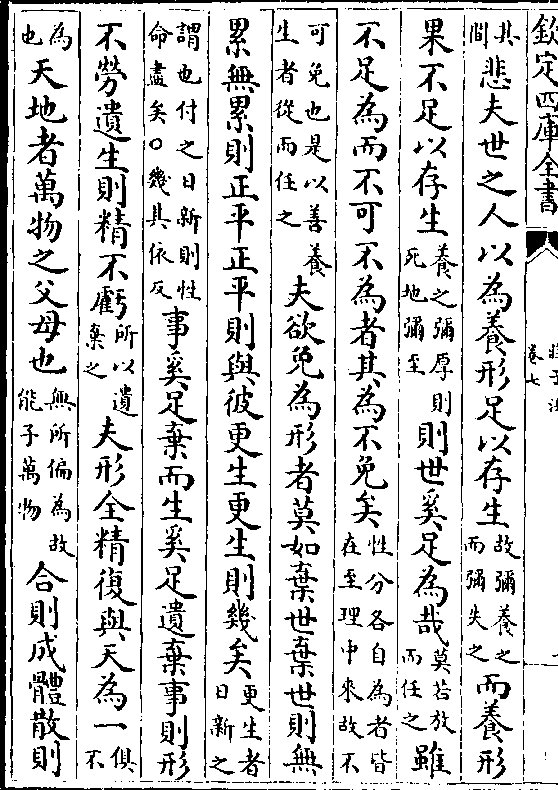 欽定四庫全書
卷七
其間悲夫世之人以為養形足以存生故彌養之而彌失之而養形
果不足以存生養之彌厚則死地彌至則世奚足為哉莫若放而任之雖
不足為而不可不為者其為不免矣性分各自為者皆在至理中來故不
可免也是以善養生者從而任之夫欲免為形者莫如棄世棄世則無
累無累則正平正平則與彼更生更生則幾矣更生者日新之
謂也付之日新則性命盡矣○幾其依反事奚足棄而生奚足遺棄事則形
不勞遺生則精不虧所以遺棄之夫形全精復與天為一俱不
為也天地者萬物之父母也無所偏為故能子萬物合則成體散則